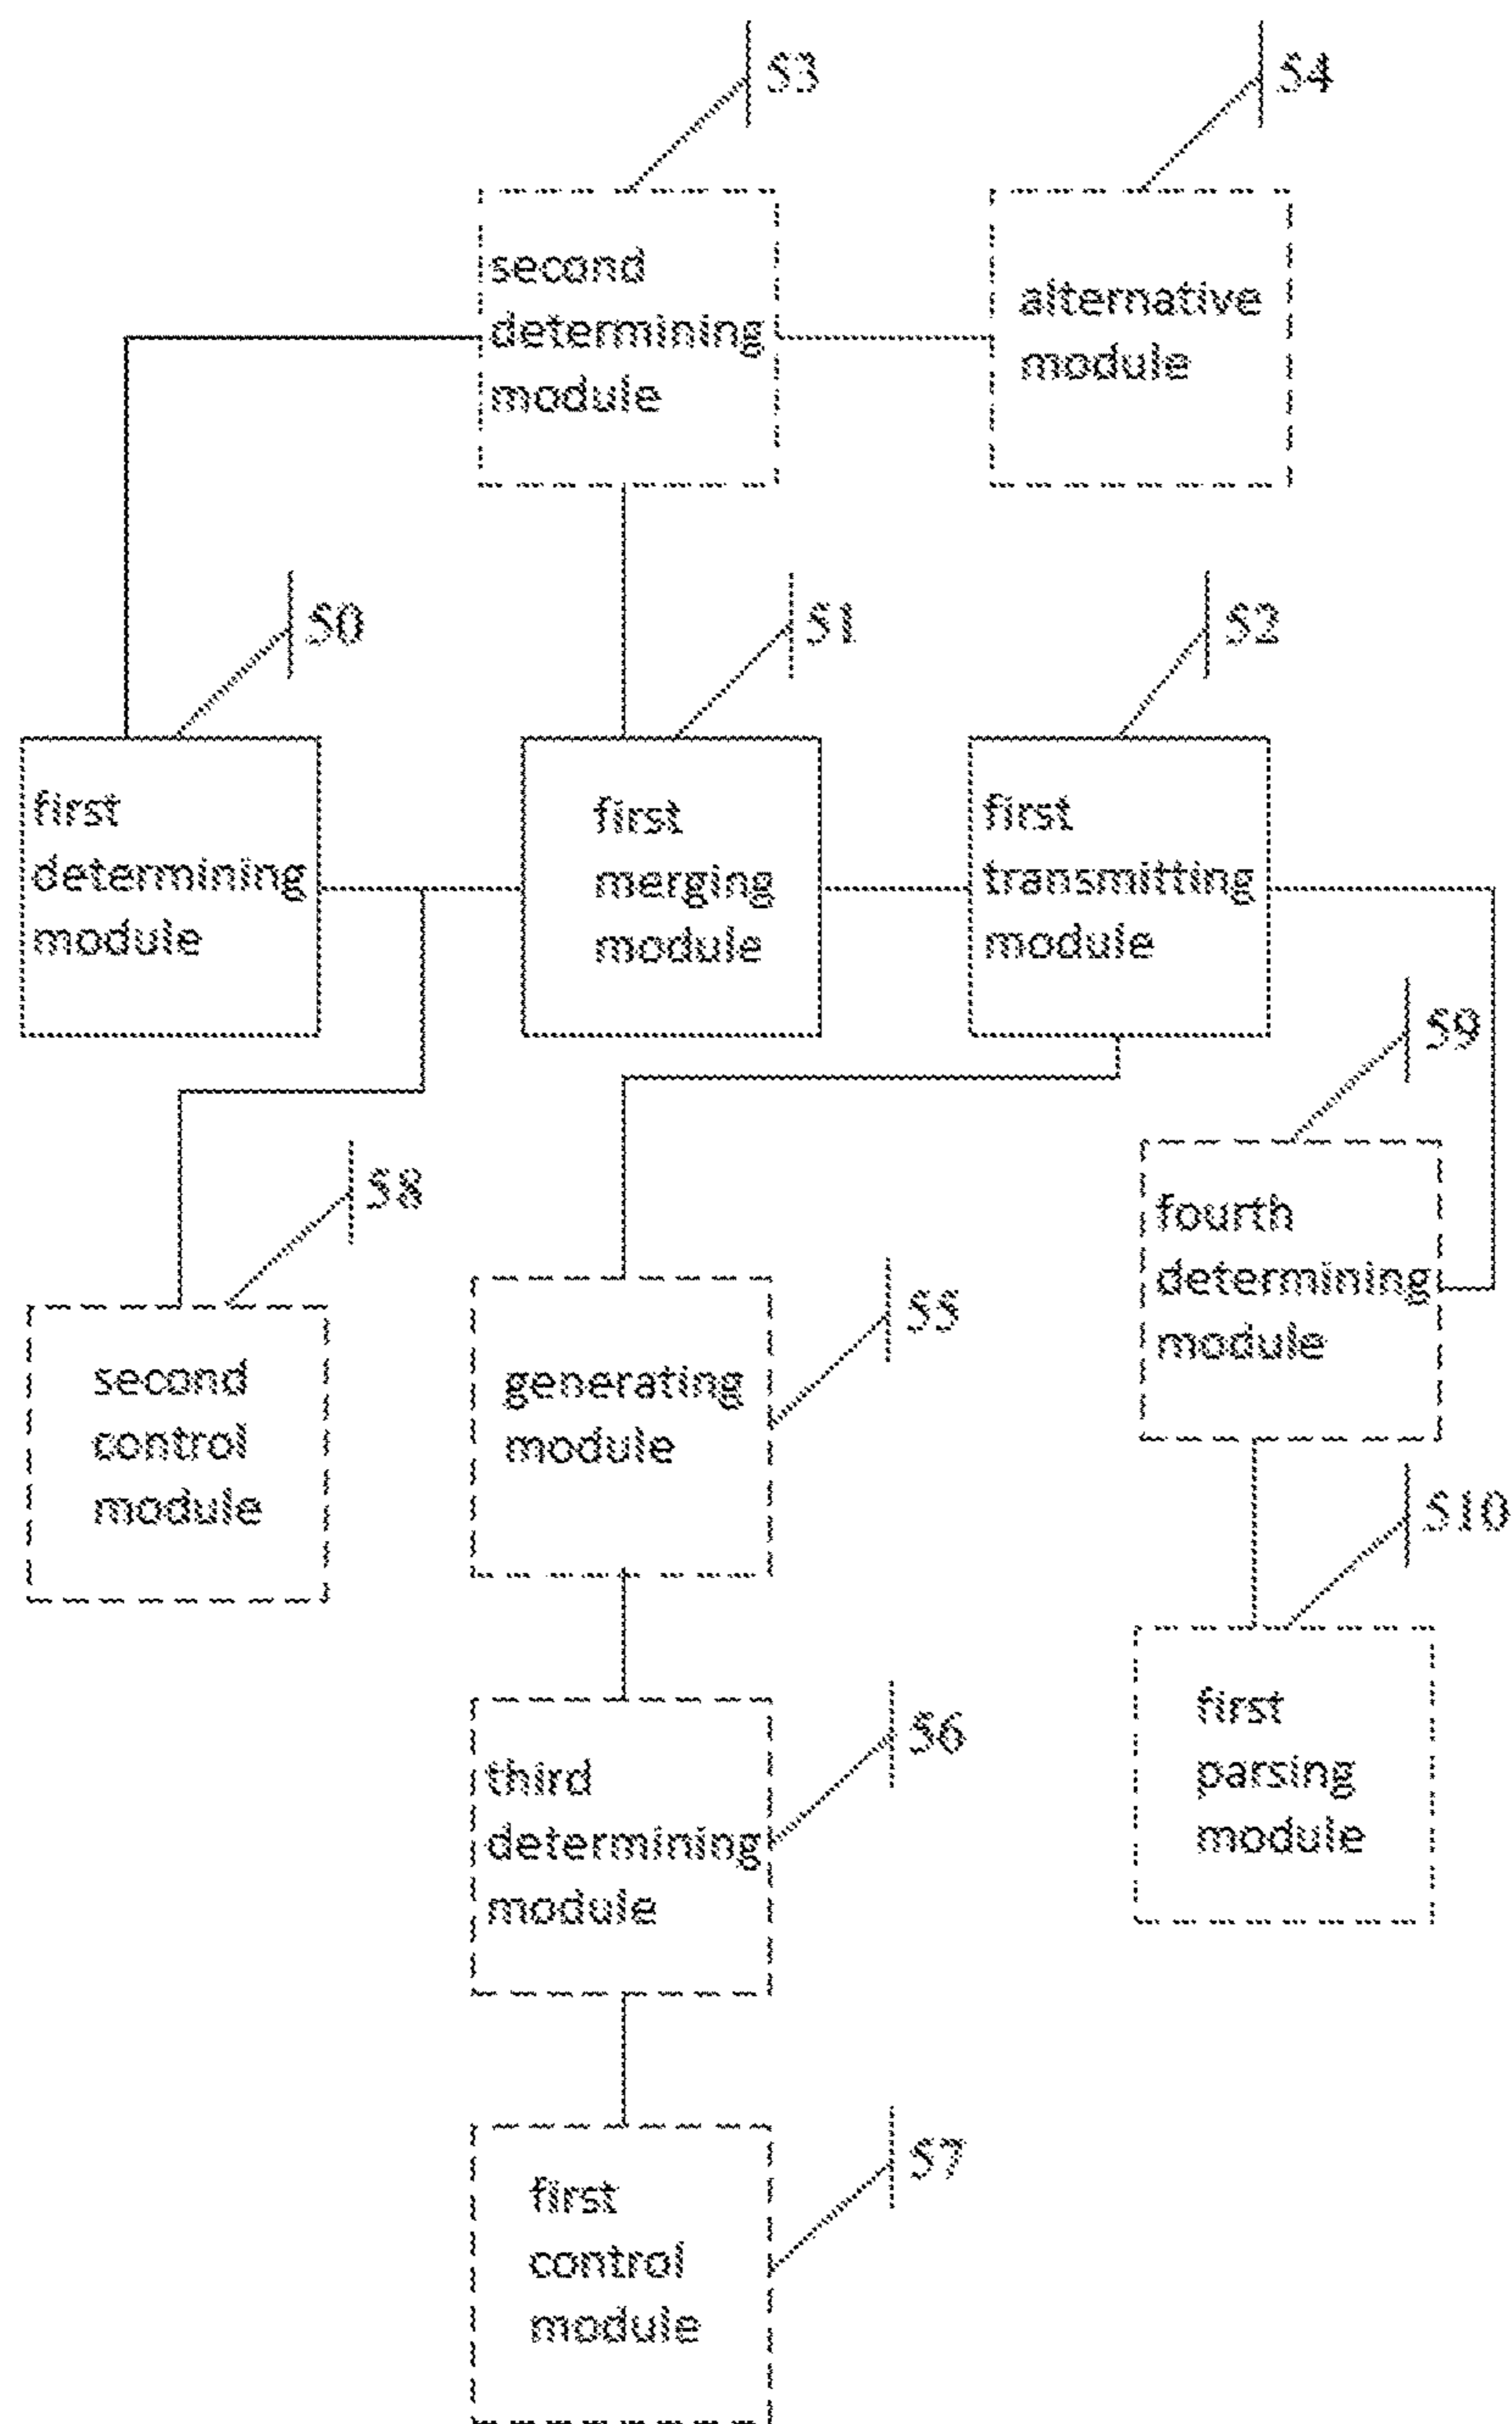 53
54
second
determining
module
alternative
module
50
51
52
first
determining
module
first
merging
module
first
transmitting
module
59
58
fourth
determining
module
55
second
control
module
generating
module
510
56
third
determining
module
first
parsing
module
57
first
control
module